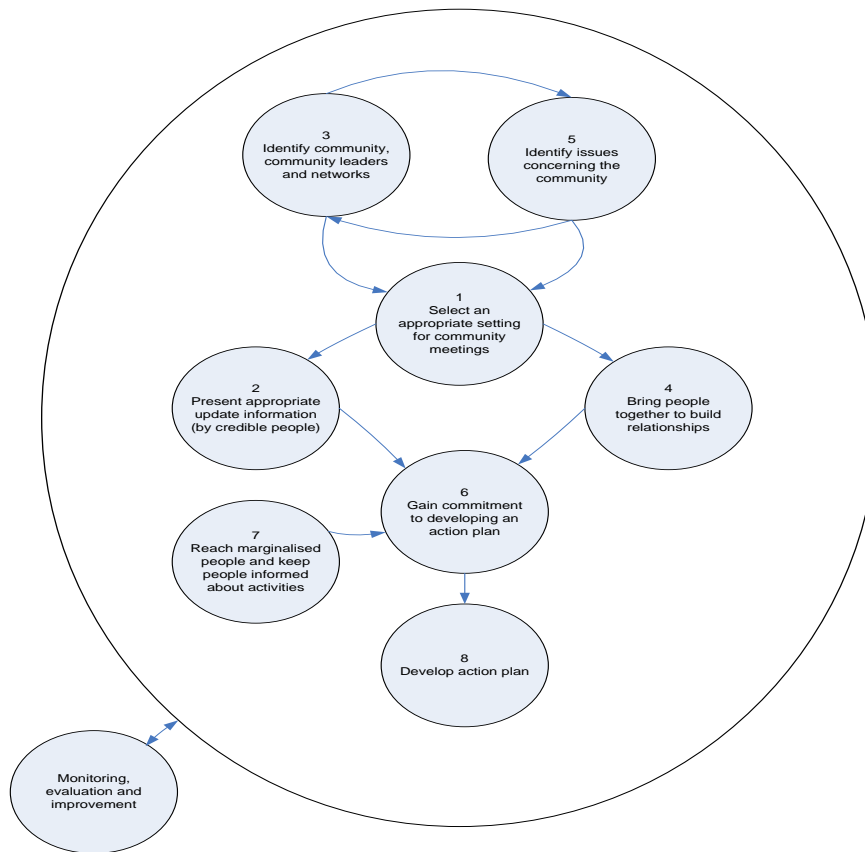 3
Identify community,
community leaders
and networks
5
Identify issues
concerning the
community
1
Select an
appropriate setting
for community
meetings
2
Present appropriate
update information
(by credible people)
4
Bring people
together to build
relationships
6
Gain commitment
to developing an
action plan
7
Reach marginalised
people and keep
people informed
about activities
8
Develop action plan
Monitoring,
evaluation and
improvement